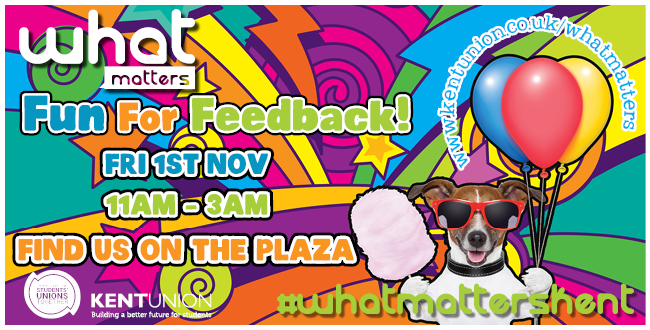 what
matters
www.kentunion.co.uk/whatmatters
Fun For Feedback!
FRI 1ST NOV
11AM - 3AM
FIND US ON THE PLAZA
STUDENTS'
UNIONS
TOGETHER
KENTUNION
Building a better future for students
#whatmatterskent